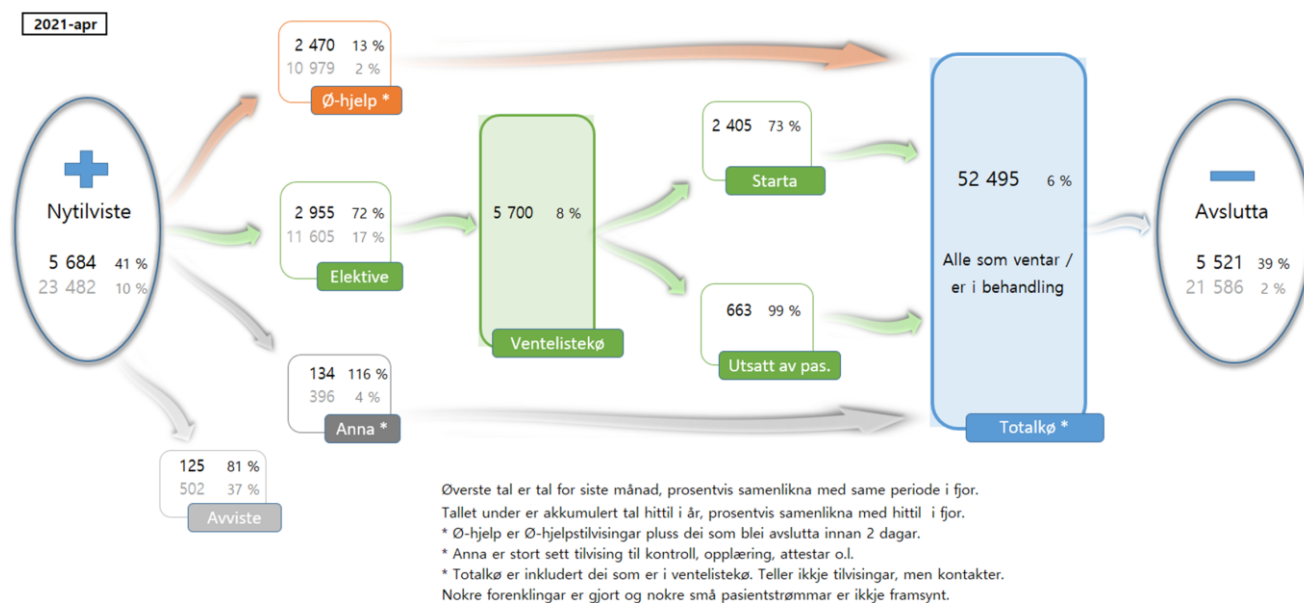 2021-apr
2 470 13 %
10 979 2 %
Ø-hjelp *
Nytilviste
5 684 41 %
23 482 10 %
2 955 72 %
11 605 17 %
Elektive
134 116 %
396 4 %
Anna *
125 81 %
502 37 %
Avviste
5 700 8 %
Ventelistekø
2 405 73 %
Starta
663 99 %
Utsatt av pas.
52 495 6 %
Alle som ventar /
er i behandling
Totalkø *
Avslutta
5 521 39 %
21 586 2 %
Øverste tal er tal for siste månad, prosentvis samenlikna med same periode i fjor.
Tallet under er akkumulert tal hittil i år, prosentvis samenlikna med hittil i fjor.
* Ø-hjelp er Ø-hjelpstilvisingar pluss dei som blei avslutta innan 2 dagar.
* Anna er stort sett tilvising til kontroll, opplæring, attestar o.l.
* Totalkø er inkludert dei som er i ventelistekø. Teller ikkje tilvisingar, men kontakter.
Nokre forenklingar er gjort og nokre små pasientstrømmar er ikkje framsynt.